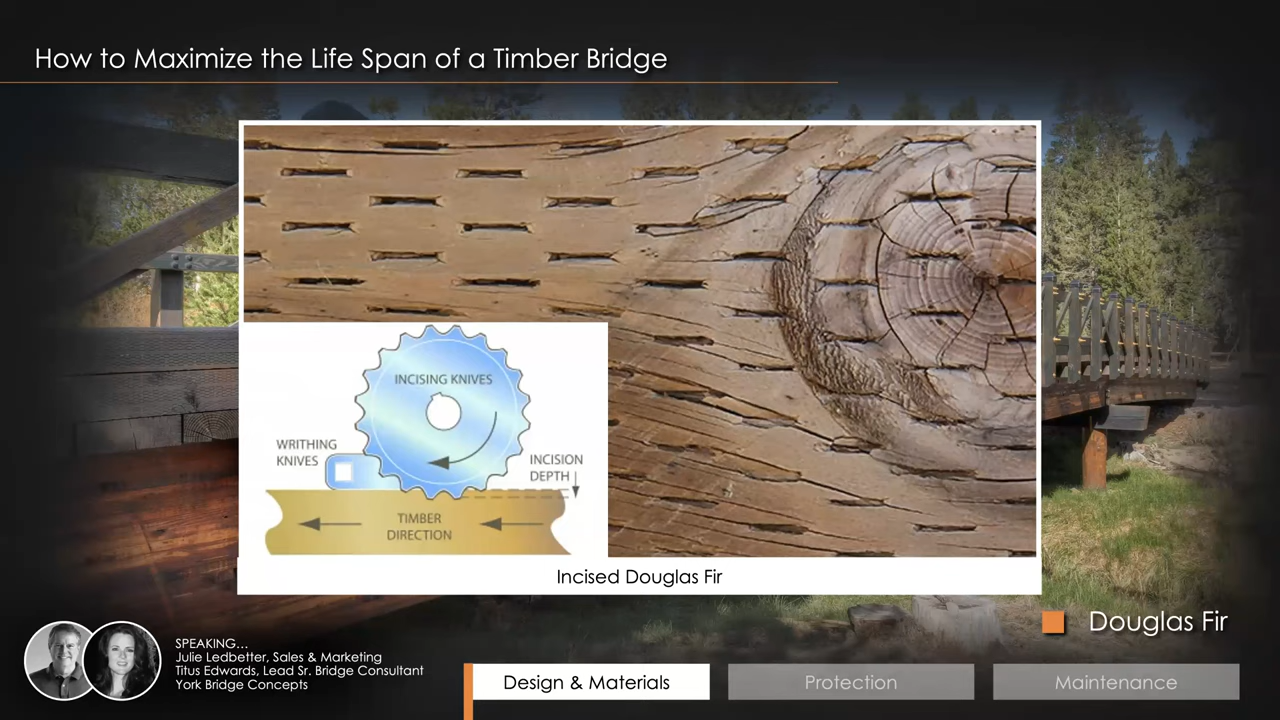 How to Maximize the Life Span of a Timber Bridge
INCISING KNIVES
WRITHING
KNIVES
INCISION
DEPTH
TIMBER
DIRECTION
Incised Douglas Fir
Douglas Fir
SPEAKING...
Julie Ledbetter, Sales & Marketing
Titus Edwards, Lead Sr. Bridge Consultant
York Bridge Concepts
Design & Materials
Protection
Maintenance